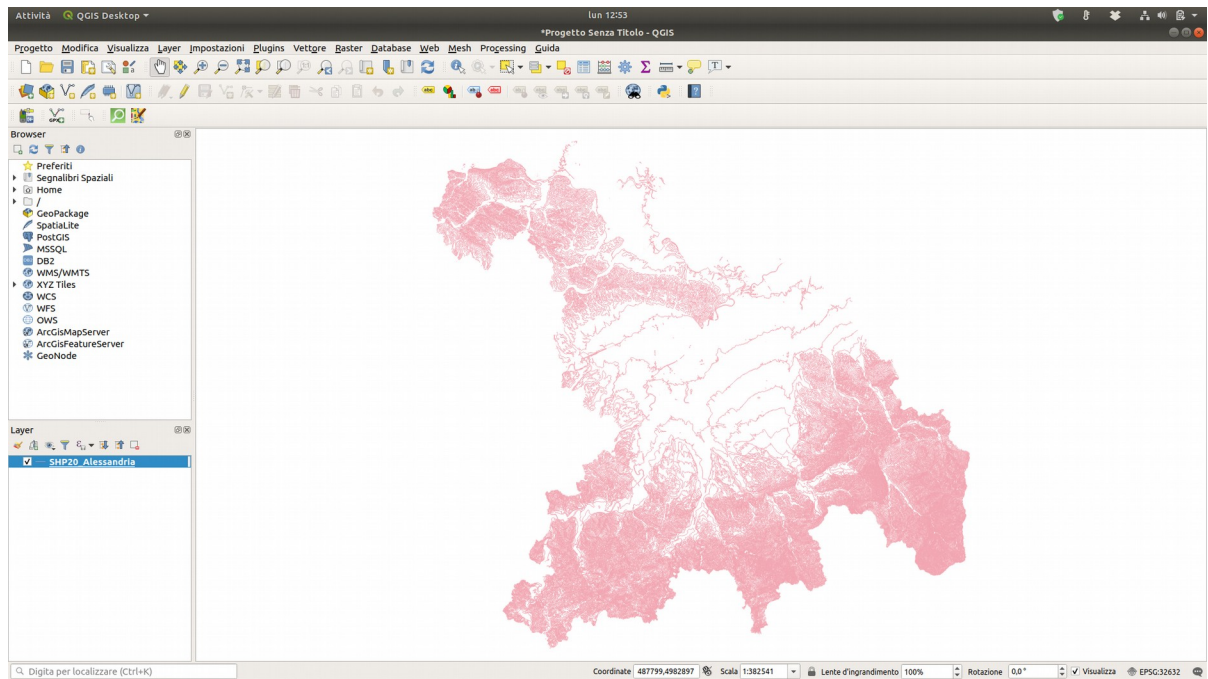 Attività QGIS Desktop lun 12:53
*Progetto Senza Titolo - QGIS
Progetto Modifica Visualizza Layer Impostazioni Plugins Vettore Raster Database Web Mesh Processing Guida
Browser
Preferiti
Segnalibri Spaziali
Home
/
GeoPackage
SpatiaLite
PostGIS
MSSQL
DB2
WMS/WMTS
XYZ Tiles
WCS
WFS
OWS
ArcGisMapServer
ArcGisFeatureServer
GeoNode
Layer
SHP20_Alessandria
Digita per localizzare (Ctrl+K) Coordinate 487799,4982897 Scala 1:382541 Lente d'ingrandimento 100% Rotazione 0,0° Visualizza EPSG:32632